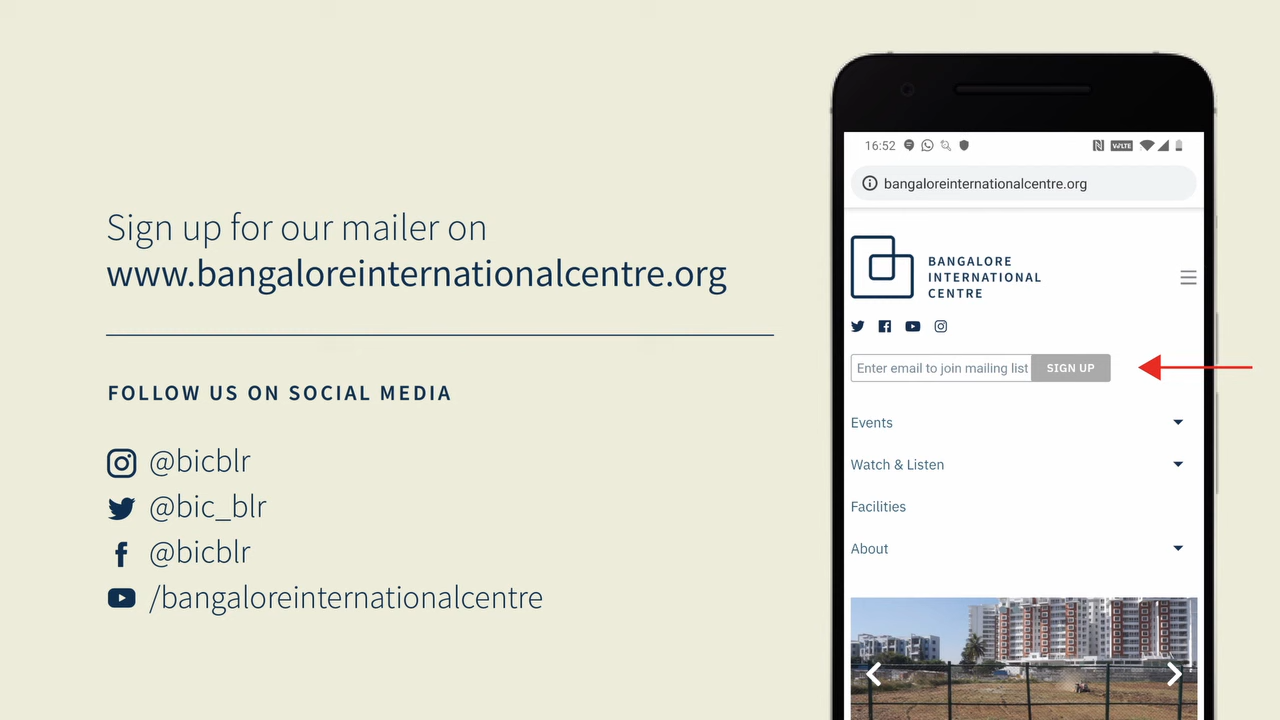 Sign up for our mailer on
www.bangaloreinternationalcentre.org
FOLLOW US ON SOCIAL MEDIA
@bicblr
@bic_blr
@bicblr
/bangaloreinternationalcentre
16:52
VoLTE
bangaloreinternationalcentre.org
BANGALORE
INTERNATIONAL
CENTRE
Enter email to join mailing list
SIGN UP
Events
Watch & Listen
Facilities
About